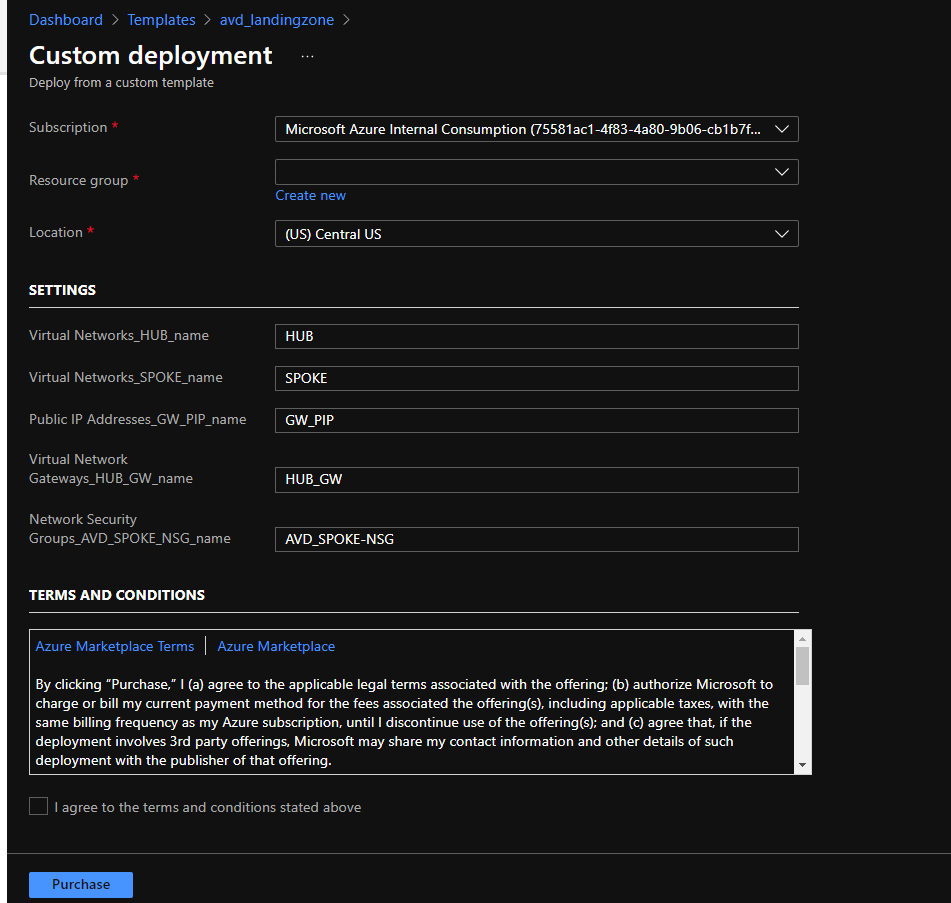 Dashboard > Templates > avd_landingzone >
Custom deployment ...
Deploy from a custom template
Subscription * Microsoft Azure Internal Consumption (75581ac1-4f83-4a80-9b06-cb1b7f...
Resource group *
Create new
Location * (US) Central US
SETTINGS
Virtual Networks_HUB_name HUB
Virtual Networks_SPOKE_name SPOKE
Public IP Addresses_GW_PIP_name GW_PIP
Virtual Network
Gateways_HUB_GW_name HUB_GW
Network Security
Groups_AVD_SPOKE_NSG_name AVD_SPOKE-NSG
TERMS AND CONDITIONS
Azure Marketplace Terms | Azure Marketplace
By clicking “Purchase,” I (a) agree to the applicable legal terms associated with the offering; (b) authorize Microsoft to
charge or bill my current payment method for the fees associated the offering(s), including applicable taxes, with the
same billing frequency as my Azure subscription, until I discontinue use of the offering(s); and (c) agree that, if the
deployment involves 3rd party offerings, Microsoft may share my contact information and other details of such
deployment with the publisher of that offering.
I agree to the terms and conditions stated above
Purchase